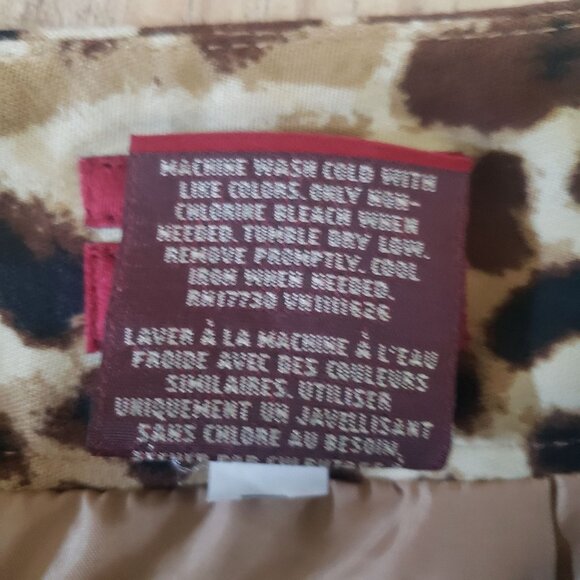 MACHINE WASH COLD WITH
LIKE COLORS. ONLY NON-
CHLORINE BLEACH WHEN
NEEDED. TUMBLE DRY LOW.
REMOVE PROMPTLY. COOL
IRON WHEN NEEDED.
RN17730
LAVER À LA MACHINE À L'EAU
FROIDE AVEC DES COULEURS
SIMILAIRES. UTILISER
UNIQUEMENT UN JAVELLISANT
SANS CHLORE AU BESOIN.